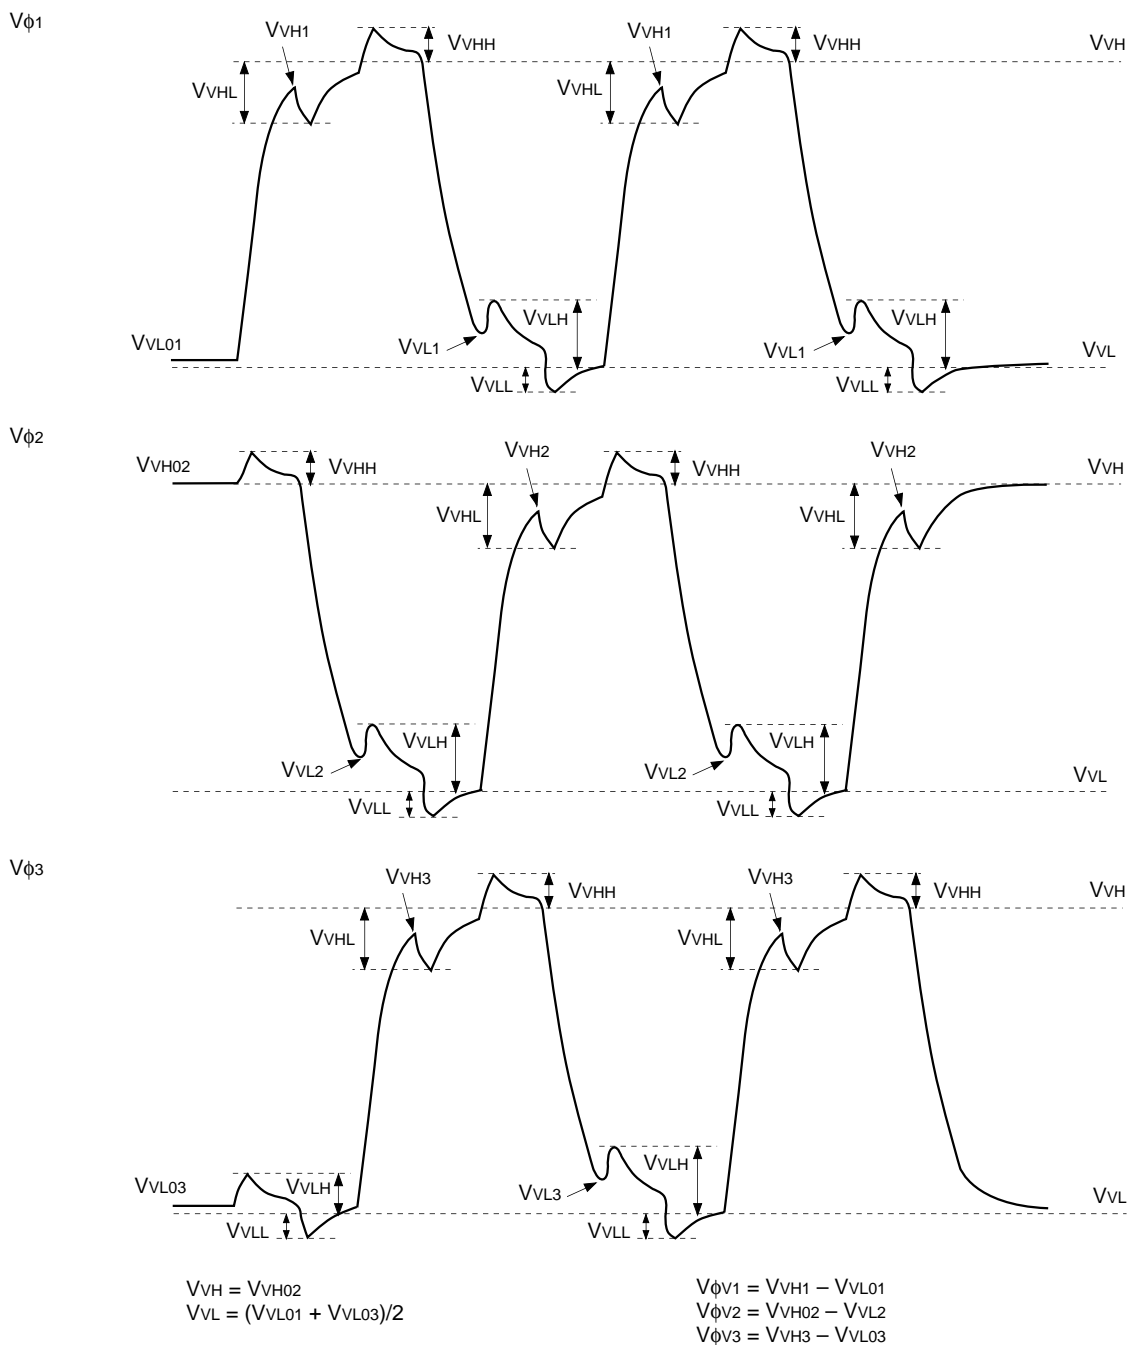 Vϕ1
VVH1 VVHH VVH1 VVHH VVH
VVHL VVHL
VVL01 VVL1 VVLH VVL1 VVLH VVL
VVLL VVLL
Vϕ2
VVH02 VVHH VVH2 VVHH VVH2 VVH
VVHL VVHL
VVL2 VVLH VVL2 VVLH VVL
VVLL VVLL
Vϕ3
VVH3 VVHH VVH3 VVHH VVH
VVHL VVHL
VVL03 VVLH VVL3 VVLH VVL
VVLL VVLL
VVH = VVH02
VVL = (VVL01 + VVL03)/2
VϕV1 = VVH1 – VVL01
VϕV2 = VVH02 – VVL2
VϕV3 = VVH3 – VVL03